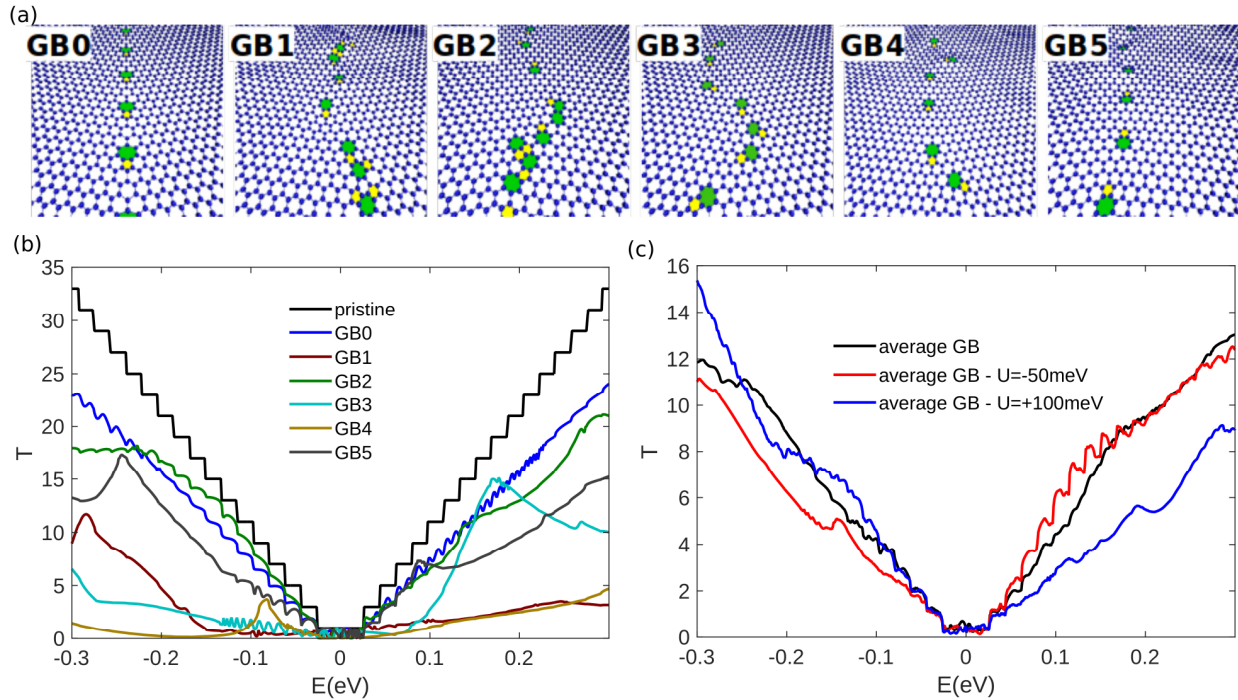 (a)
GB0 GB1 GB2 GB3 GB4 GB5
(b)
35
30
25
20
15
10
5
0
T
-0.3 -0.2 -0.1 0 0.1 0.2
E(eV)
pristine
GB0
GB1
GB2
GB3
GB4
GB5
(c)
16
14
12
10
8
6
4
2
0
T
-0.3 -0.2 -0.1 0 0.1 0.2
E(eV)
average GB
average GB - U=-50meV
average GB - U=+100meV